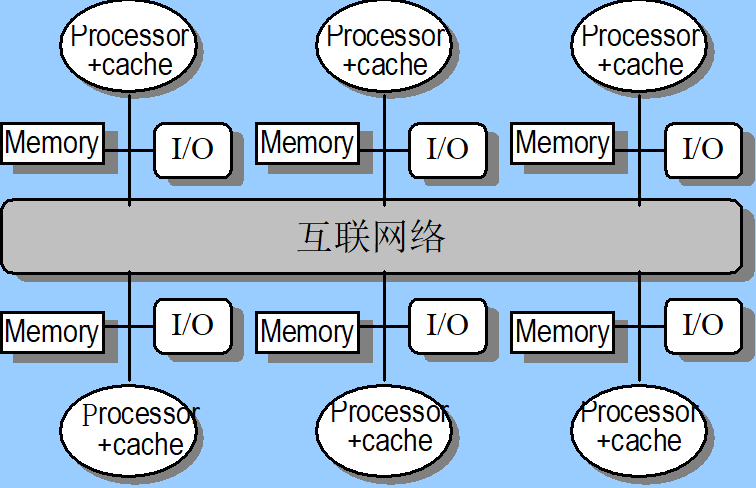 Processor
+cache
Processor
+cache
Processor
+cache
Memory
I/O
Memory
I/O
Memory
I/O
互联网络
Memory
I/O
Memory
I/O
Memory
I/O
Processor
+cache
Processor
+cache
Processor
+cache